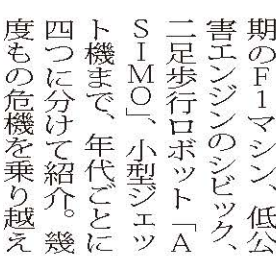 期のF1マシン、低公
害エンジンのシビック、
二足歩行ロボット「A
SIMO」、小型ジェッ
ト機まで、年代ごとに
四つに分けて紹介。幾
度もの危機を乗り越え